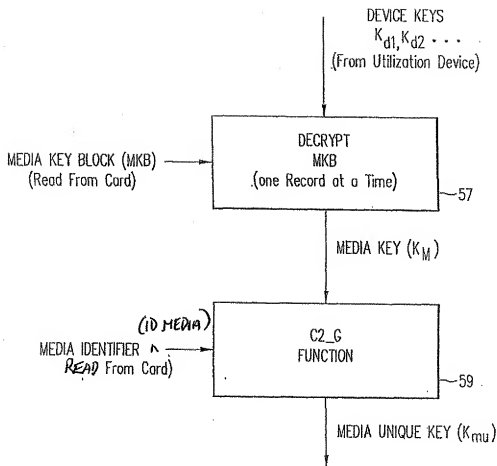 DEVICE KEYS
Kd1, Kd2 · · ·
(From Utilization Device)
DECRYPT
MKB
(one Record at a Time)
MEDIA KEY BLOCK (MKB)
(Read From Card)
57
MEDIA KEY (KM)
(ID MEDIA)
MEDIA IDENTIFIER ^
READ From Card)
C2_G
FUNCTION
59
MEDIA UNIQUE KEY (Kmu)